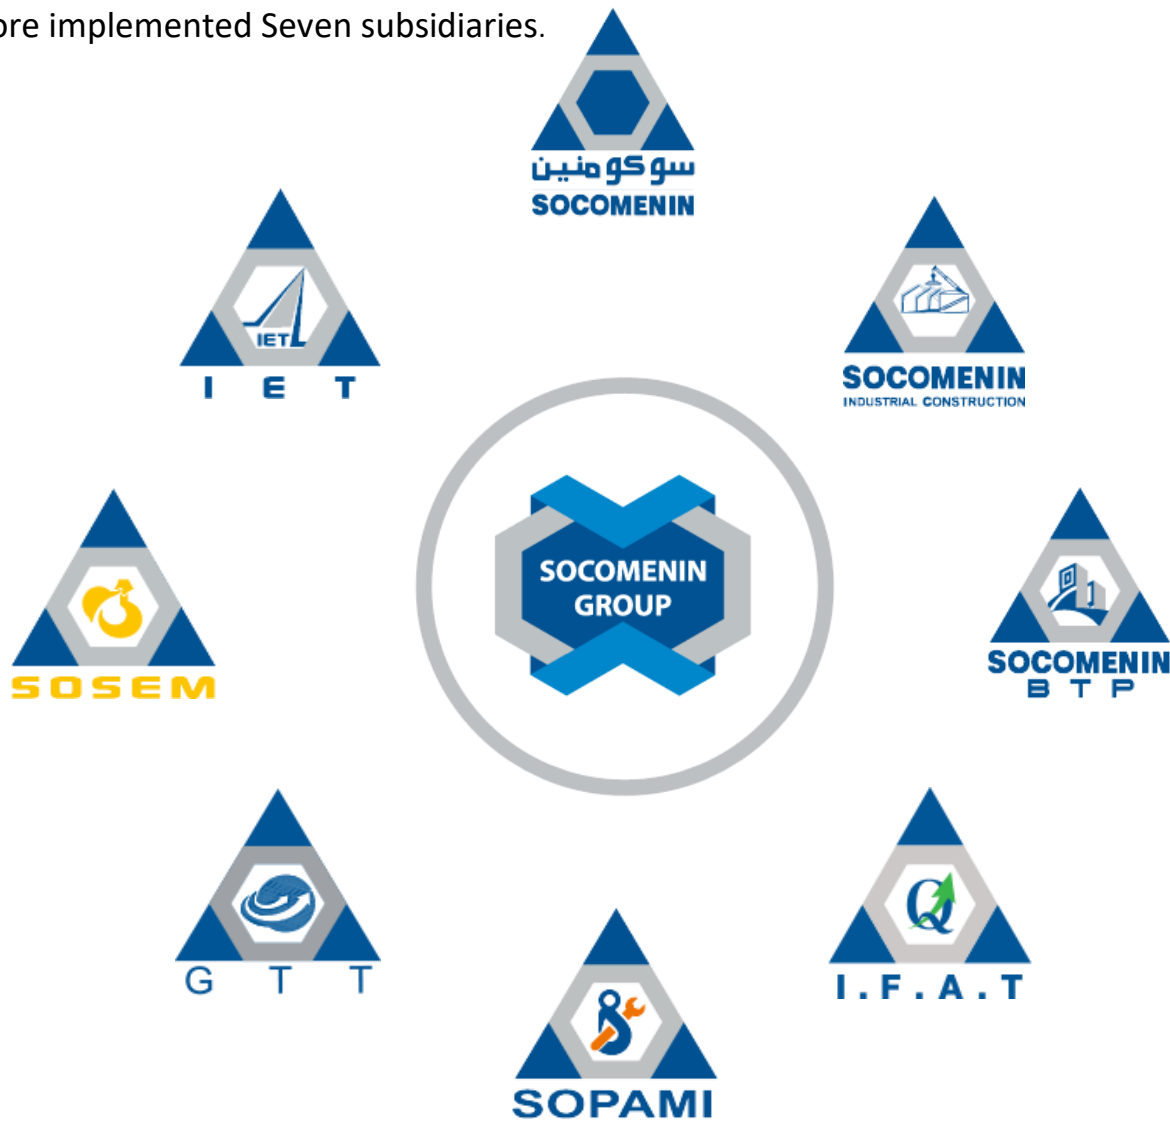 ore implemented Seven subsidiaries.
سوكومنين
SOCOMENIN
IET
I E T
SOCOMENIN
INDUSTRIAL CONSTRUCTION
SOCOMENIN
GROUP
SOSEM
SOCOMENIN
B T P
G T T
Q
I.F.A.T
SOPAMI